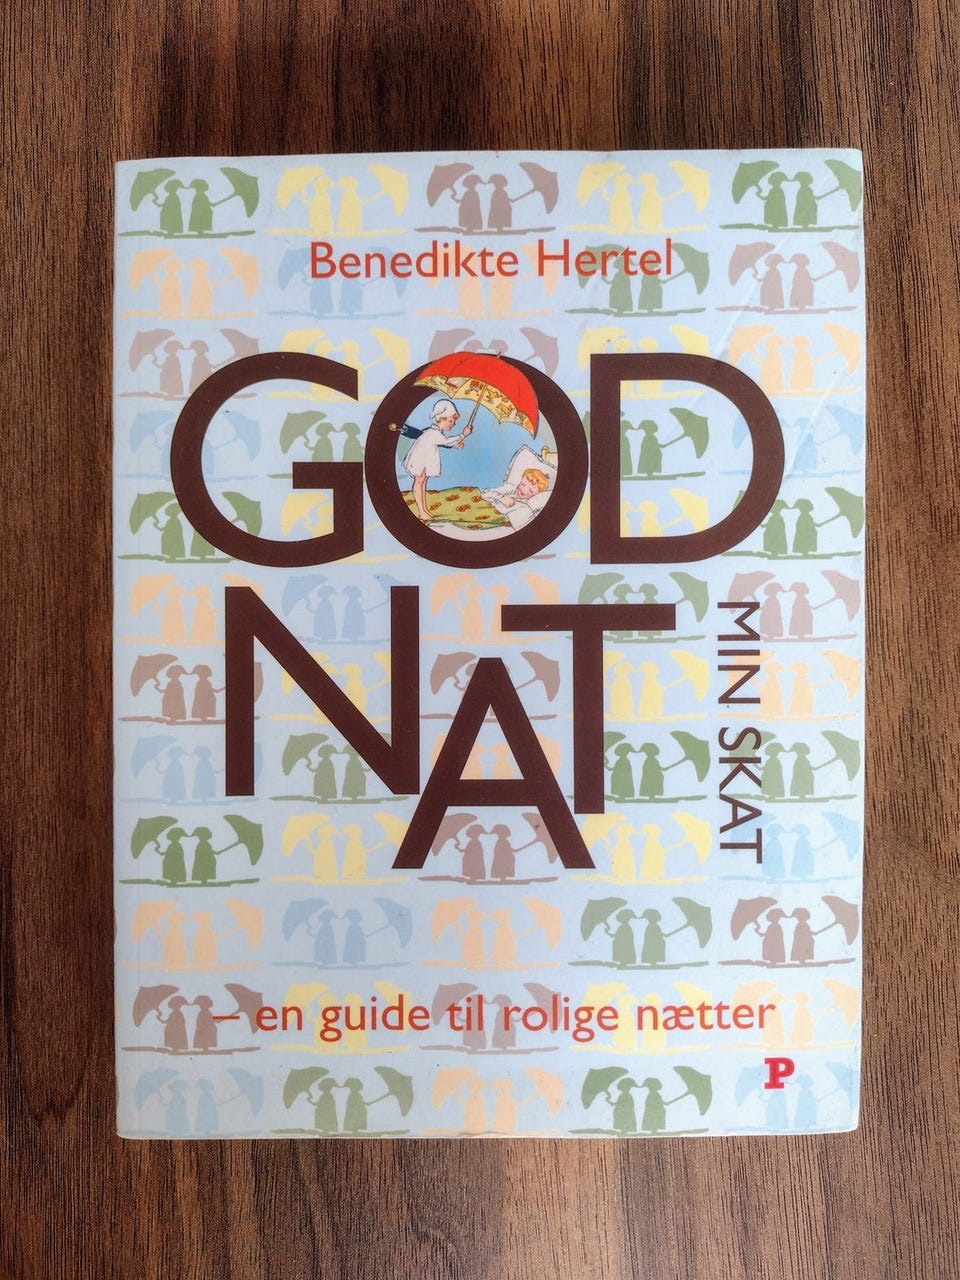 Benedikte Hertel
GOD
NAT
MIN SKAT
– en guide til rolige nætter
P